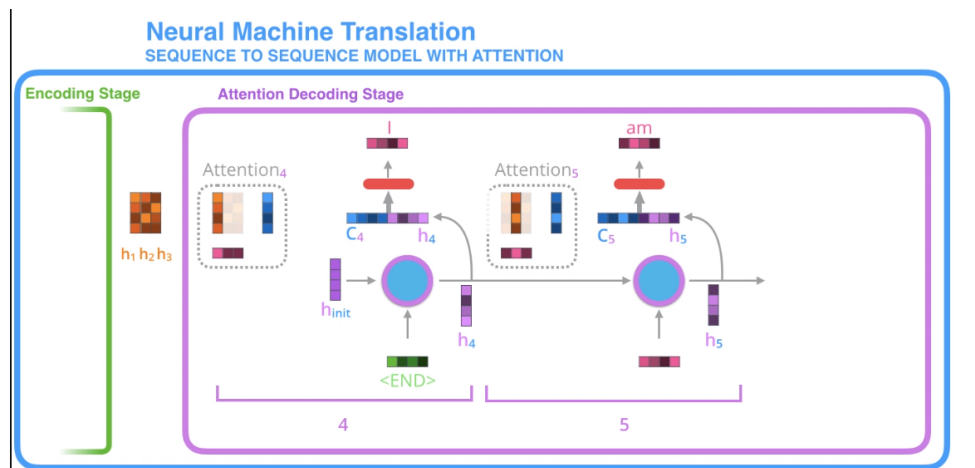 Neural Machine Translation
SEQUENCE TO SEQUENCE MODEL WITH ATTENTION
Encoding Stage
Attention Decoding Stage
I
am
Attention₄
Attention₅
C₄
h₄
C₅
h₅
h₁ h₂ h₃
hᵢₙᵢₜ
h₄
h₅
<END>
4
5